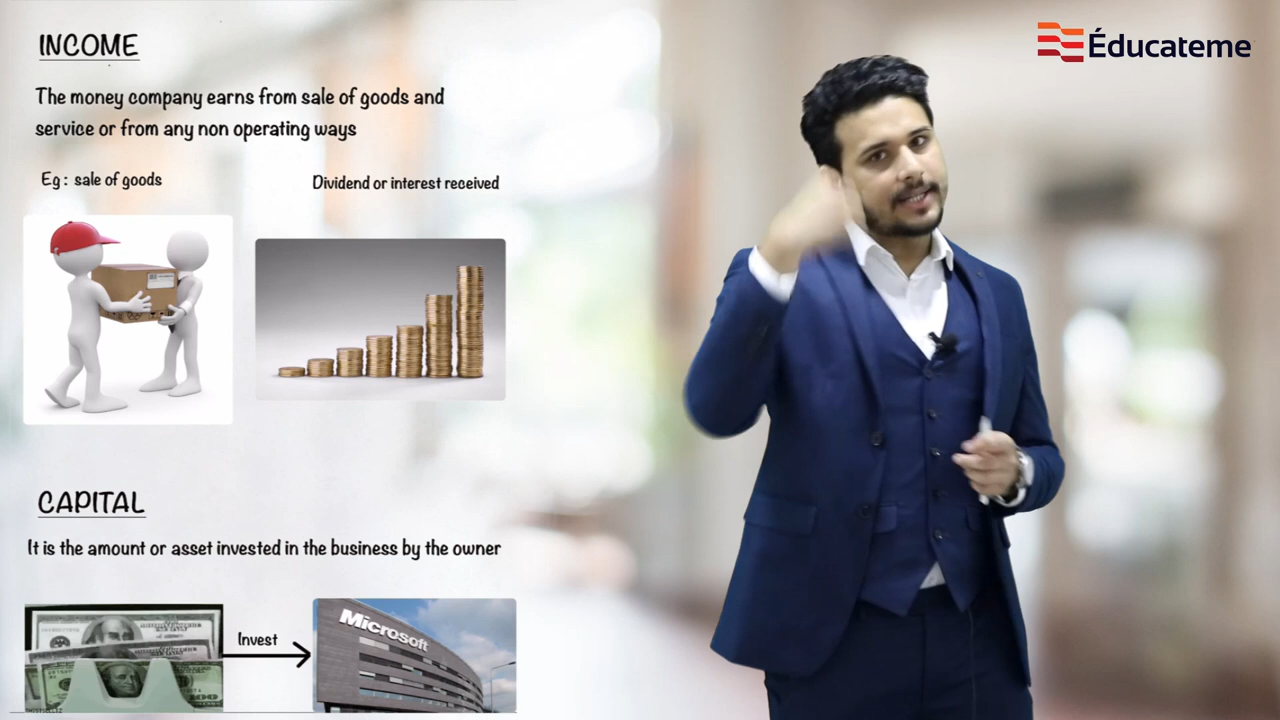 INCOME
The money company earns from sale of goods and
service or from any non operating ways
Eg : sale of goods
Dividend or interest received
CAPITAL
It is the amount or asset invested in the business by the owner
Invest
Microsoft
Éducateme